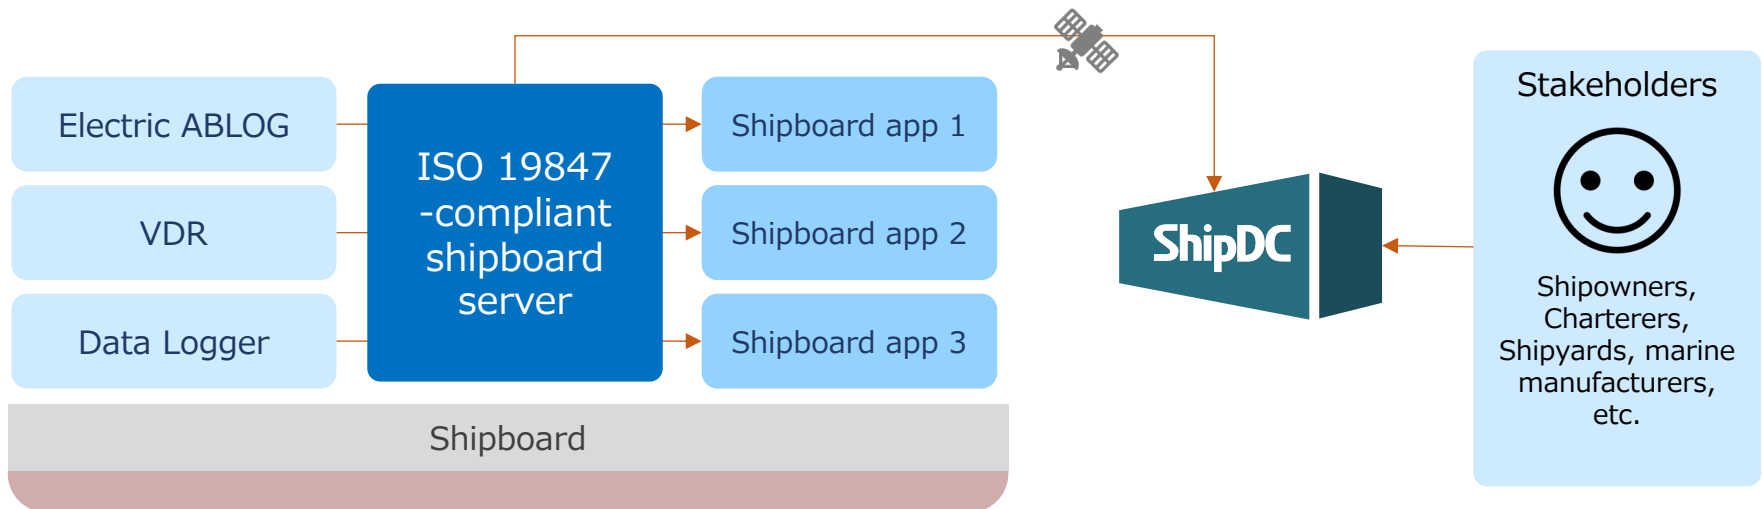 Electric ABLOG
VDR
Data Logger
ISO 19847
-compliant
shipboard
server
Shipboard app 1
Shipboard app 2
Shipboard app 3
Shipboard
ShipDC
Stakeholders
Shipowners,
Charterers,
Shipyards, marine
manufacturers,
etc.